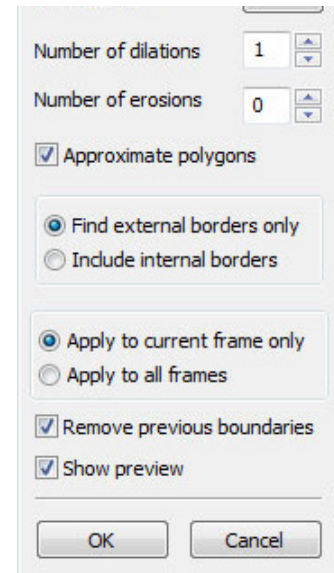 Number of dilations 1
Number of erosions 0
Approximate polygons
Find external borders only
Include internal borders
Apply to current frame only
Apply to all frames
Remove previous boundaries
Show preview
OK Cancel